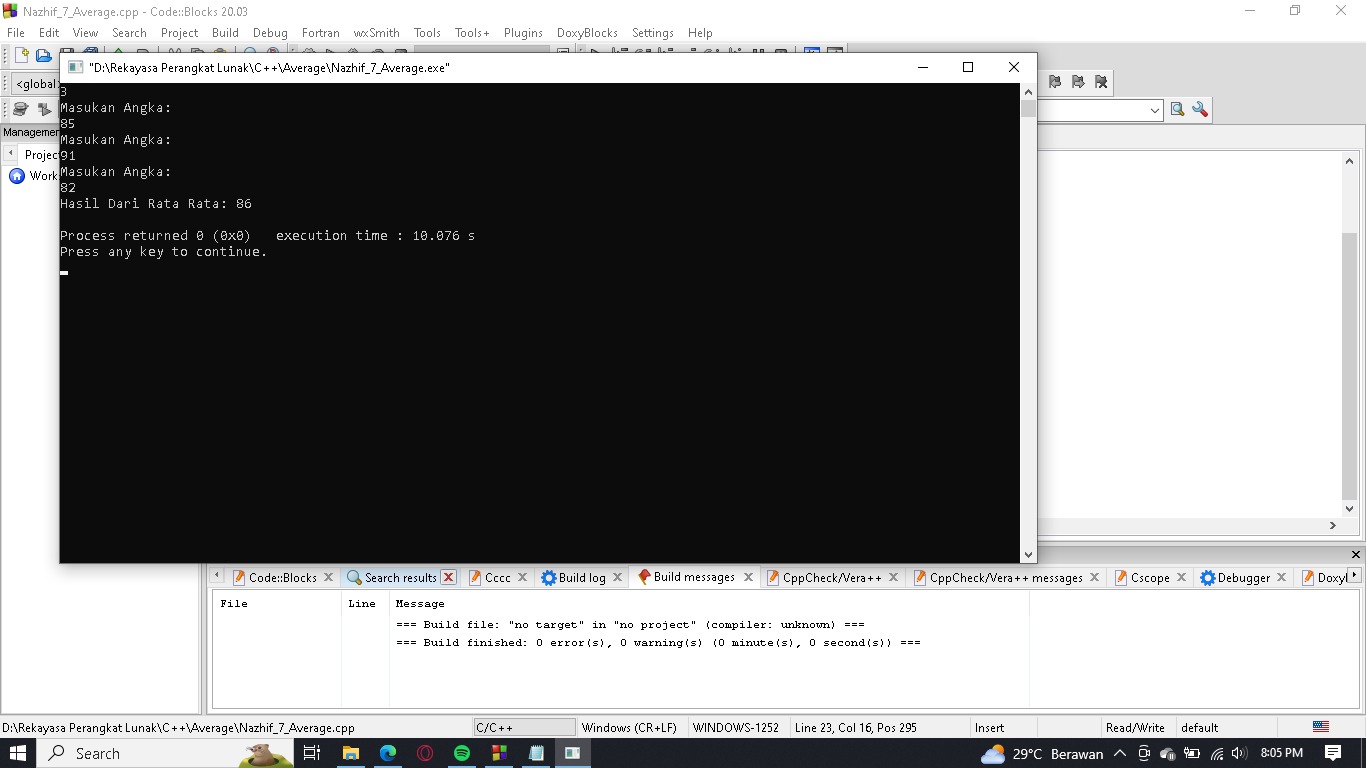 Nazhif_7_Average.cpp - Code::Blocks 20.03
File Edit View Search Project Build Debug Fortran wxSmith Tools Tools+ Plugins DoxyBlocks Settings Help
"D:\Rekayasa Perangkat Lunak\C++\Average\Nazhif_7_Average.exe"
<global>
3
Masukan Angka:
85
Masukan Angka:
91
Masukan Angka:
82
Hasil Dari Rata Rata: 86
Process returned 0 (0x0) execution time : 10.076 s
Press any key to continue.
Code::Blocks Search results Cccc Build log Build messages CppCheck/Vera++ CppCheck/Vera++ messages Cscope Debugger
File Line Message
=== Build file: "no target" in "no project" (compiler: unknown) ===
=== Build finished: 0 error(s), 0 warning(s) (0 minute(s), 0 second(s)) ===
D:\Rekayasa Perangkat Lunak\C++\Average\Nazhif_7_Average.cpp C/C++ Windows (CR+LF) WINDOWS-1252 Line 23, Col 16, Pos 295 Insert Read/Write default
Search 29°C Berawan 8:05 PM